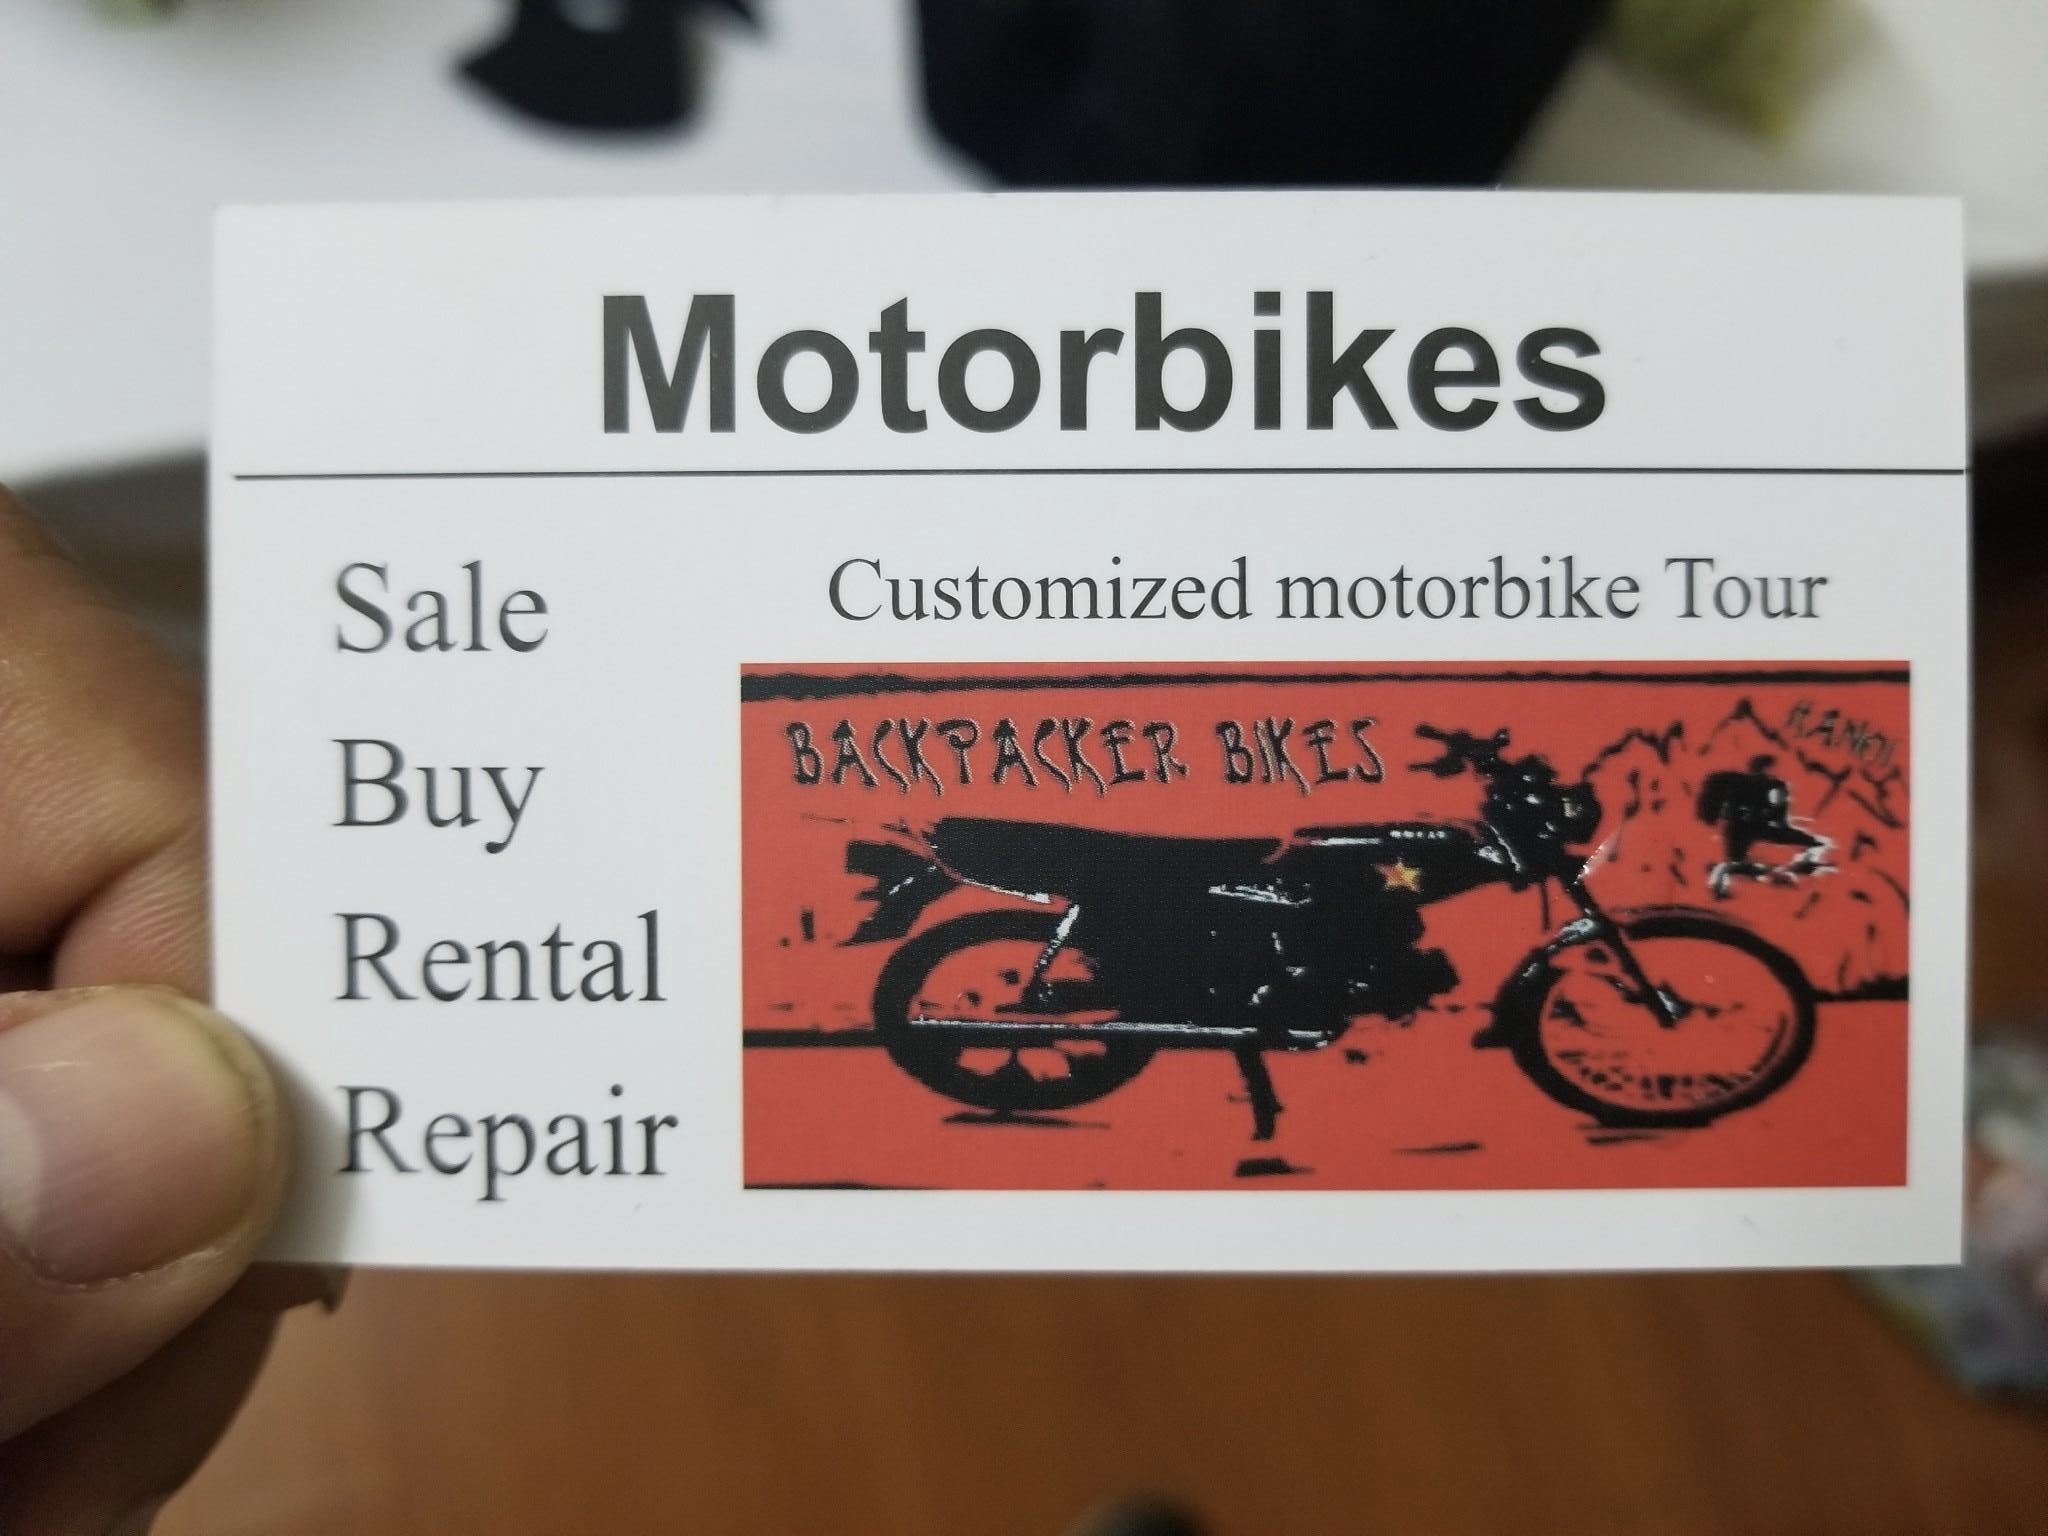 Motorbikes
Sale
Buy
Rental
Repair
Customized motorbike Tour
BACKPACKER BIKES
HANOI